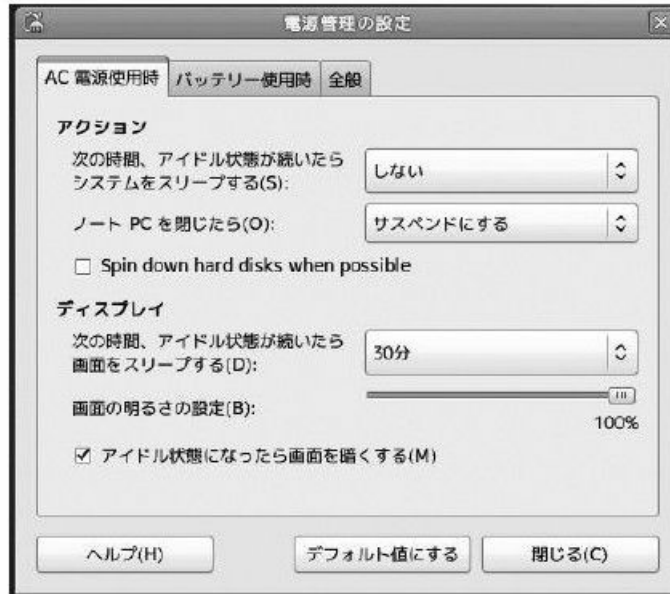 電源管理の設定
AC 電源使用時 バッテリー使用時 全般
アクション
次の時間、アイドル状態が続いたら
システムをスリープする(S):
しない
ノート PC を閉じたら(O):
サスペンドにする
Spin down hard disks when possible
ディスプレイ
次の時間、アイドル状態が続いたら
画面をスリープする(D):
30分
画面の明るさの設定(B):
100%
アイドル状態になったら画面を暗くする(M)
ヘルプ(H) デフォルト値にする 閉じる(C)